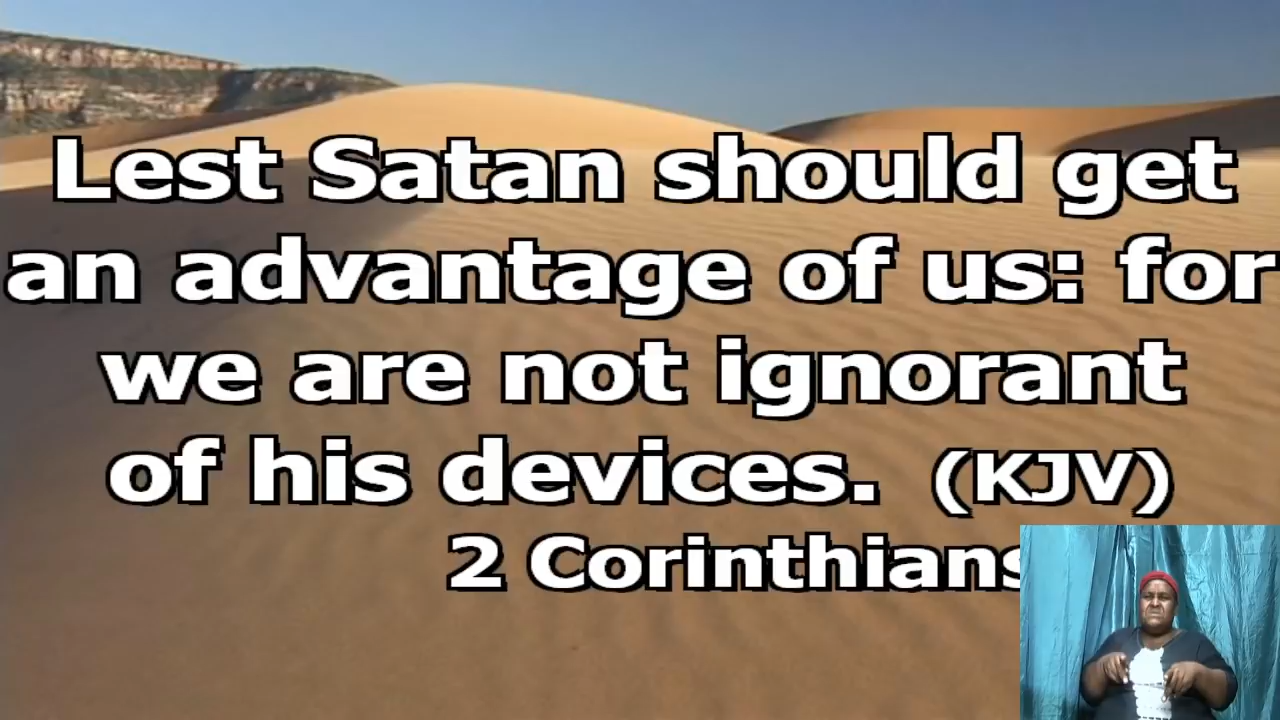 Lest Satan should get
an advantage of us: for
we are not ignorant
of his devices. (KJV)
2 Corinthians